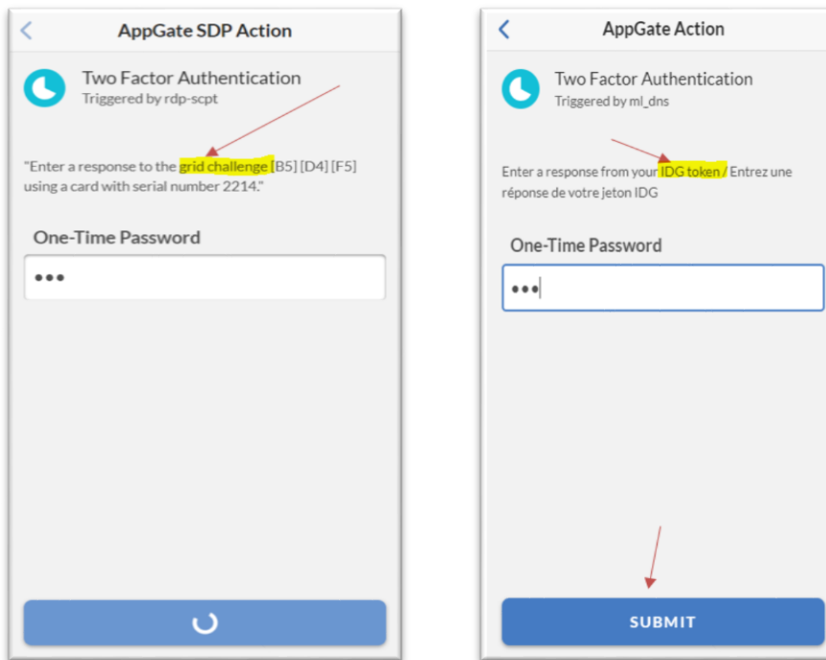 AppGate SDP Action
Two Factor Authentication
Triggered by rdp-scpt
"Enter a response to the grid challenge [B5] [D4] [F5]
using a card with serial number 2214."
One-Time Password
AppGate Action
Two Factor Authentication
Triggered by ml_dns
Enter a response from your IDG token / Entrez une
réponse de votre jeton IDG
One-Time Password
SUBMIT